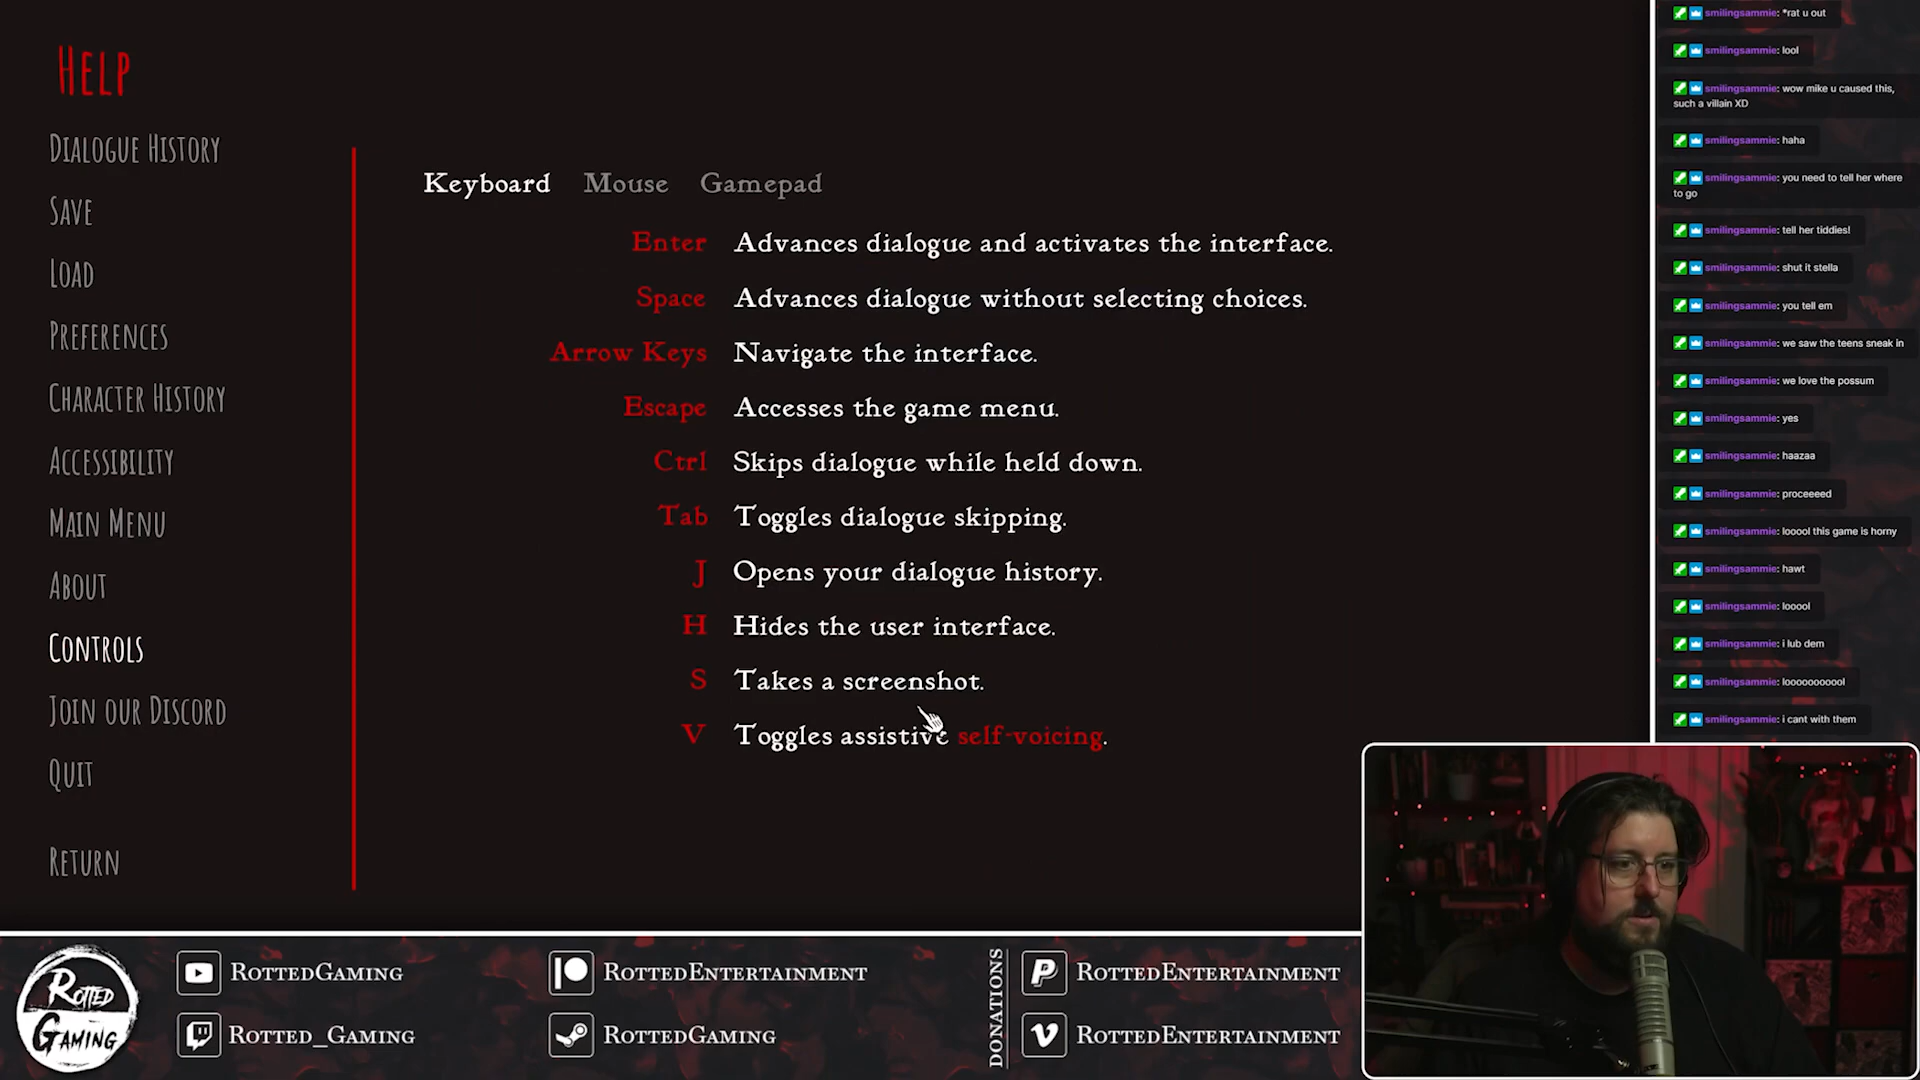 HELP
DIALOGUE HISTORY
SAVE
LOAD
PREFERENCES
CHARACTER HISTORY
ACCESSIBILITY
MAIN MENU
ABOUT
CONTROLS
JOIN OUR DISCORD
QUIT
RETURN
Keyboard Mouse Gamepad
Enter Advances dialogue and activates the interface.
Space Advances dialogue without selecting choices.
Arrow Keys Navigate the interface.
Escape Accesses the game menu.
Ctrl Skips dialogue while held down.
Tab Toggles dialogue skipping.
J Opens your dialogue history.
H Hides the user interface.
S Takes a screenshot.
V Toggles assistive self-voicing.
smilingsammie: *rat u out
smilingsammie: lool
smilingsammie: wow mike u caused this,
such a villain XD
smilingsammie: haha
smilingsammie: you need to tell her where
to go
smilingsammie: tell her tiddies!
smilingsammie: shut it stella
smilingsammie: you tell em
smilingsammie: we saw the teens sneak in
smilingsammie: we love the possum
smilingsammie: yes
smilingsammie: haazaa
smilingsammie: proceeeed
smilingsammie: looool this game is horny
smilingsammie: hawt
smilingsammie: looool
smilingsammie: i lub dem
smilingsammie: loooooooooool
smilingsammie: i cant with them
ROTTED
GAMING
ROTTEDGAMING
ROTTED_GAMING
ROTTEDENTERTAINMENT
ROTTEDGAMING
DONATIONS
ROTTEDENTERTAINMENT
ROTTEDENTERTAINMENT